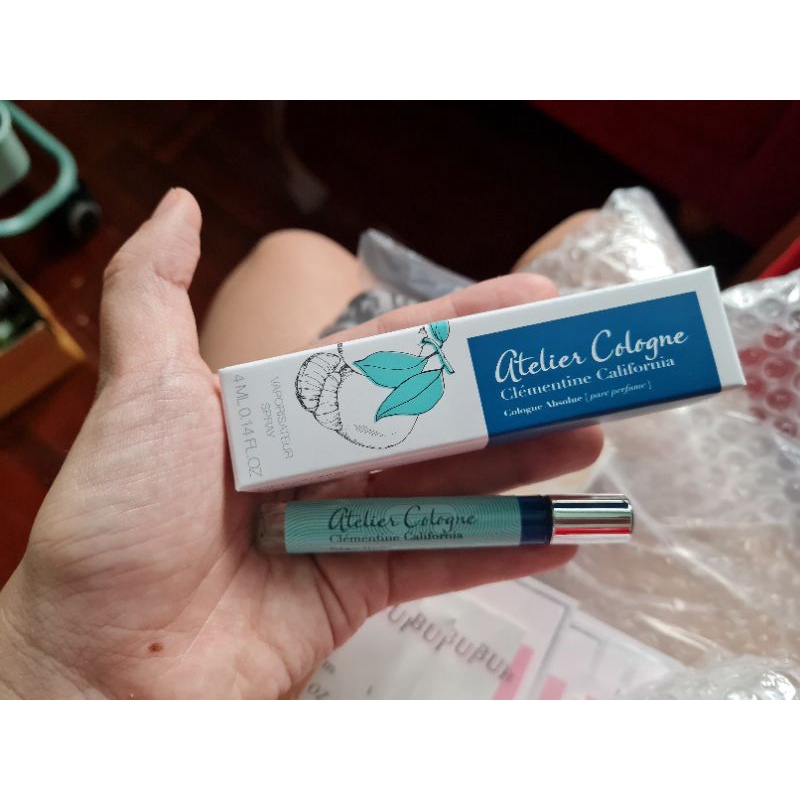 Atelier Cologne
Clémentine California
Cologne Absolue [pure perfume]
VAPORISATEUR
SPRAY
4 ML 0.14 FL.OZ
Atelier Cologne
Clémentine California